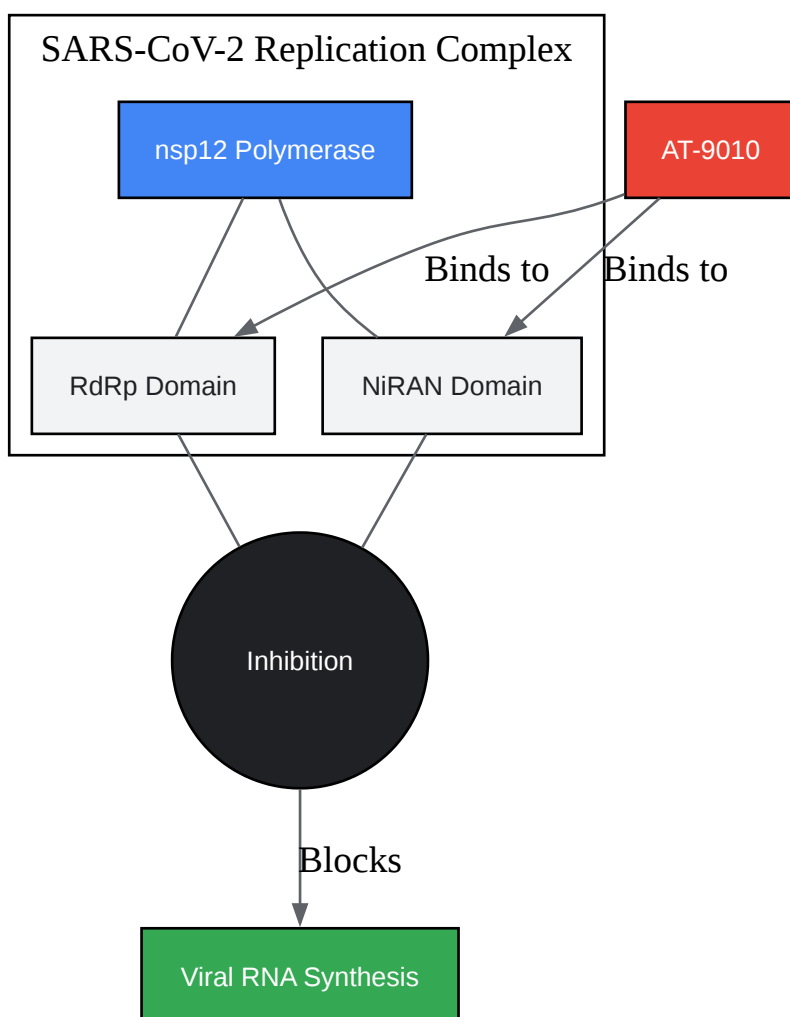 SARS-CoV-2 Replication Complex
nsp12 Polymerase
AT-9010
Binds to
Binds to
RdRp Domain
NiRAN Domain
Inhibition
Blocks
Viral RNA Synthesis